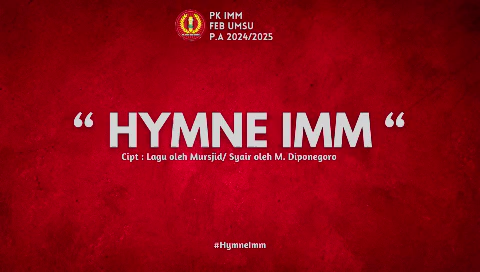 PK IMM
FEB UMSU
P.A 2024/2025
“ HYMNE IMM “
Cipt : Lagu oleh Mursjid/ Syair oleh M. Diponegoro
#HymneImm